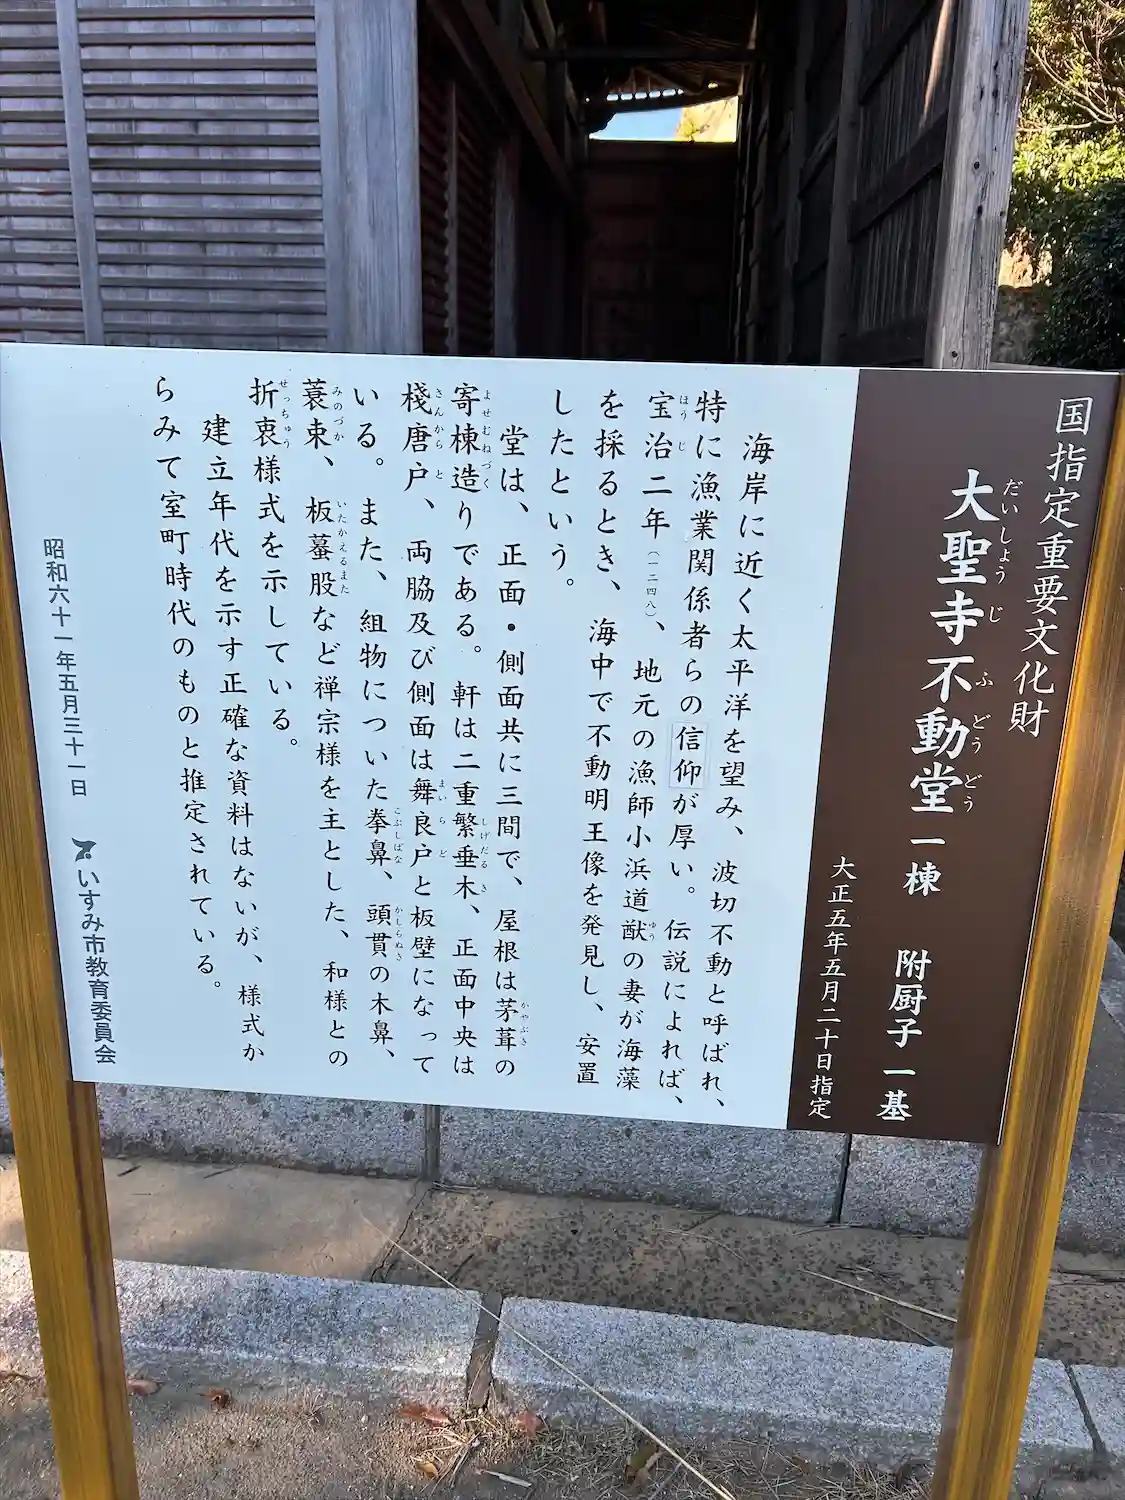 国指定重要文化財
大聖寺不動堂 一棟 附厨子 一基
大正五年五月二十日指定
海岸に近く太平洋を望み、波切不動と呼ばれ、
特に漁業関係者らの信仰が厚い。伝説によれば、
宝治二年(一二四八)、地元の漁師小浜道猷の妻が海藻
を採るとき、海中で不動明王像を発見し、安置
したという。
堂は、正面・側面共に三間で、屋根は茅葺の
寄棟造りである。軒は二重繁垂木、正面中央は
棧唐戸、両脇及び側面は舞良戸と板壁になって
いる。また、組物についた拳鼻、頭貫の木鼻、
蓑束、板蟇股など禅宗様を主とした、和様との
折衷様式を示している。
建立年代を示す正確な資料はないが、様式か
らみて室町時代のものと推定されている。
昭和六十一年五月三十一日 いすみ市教育委員会